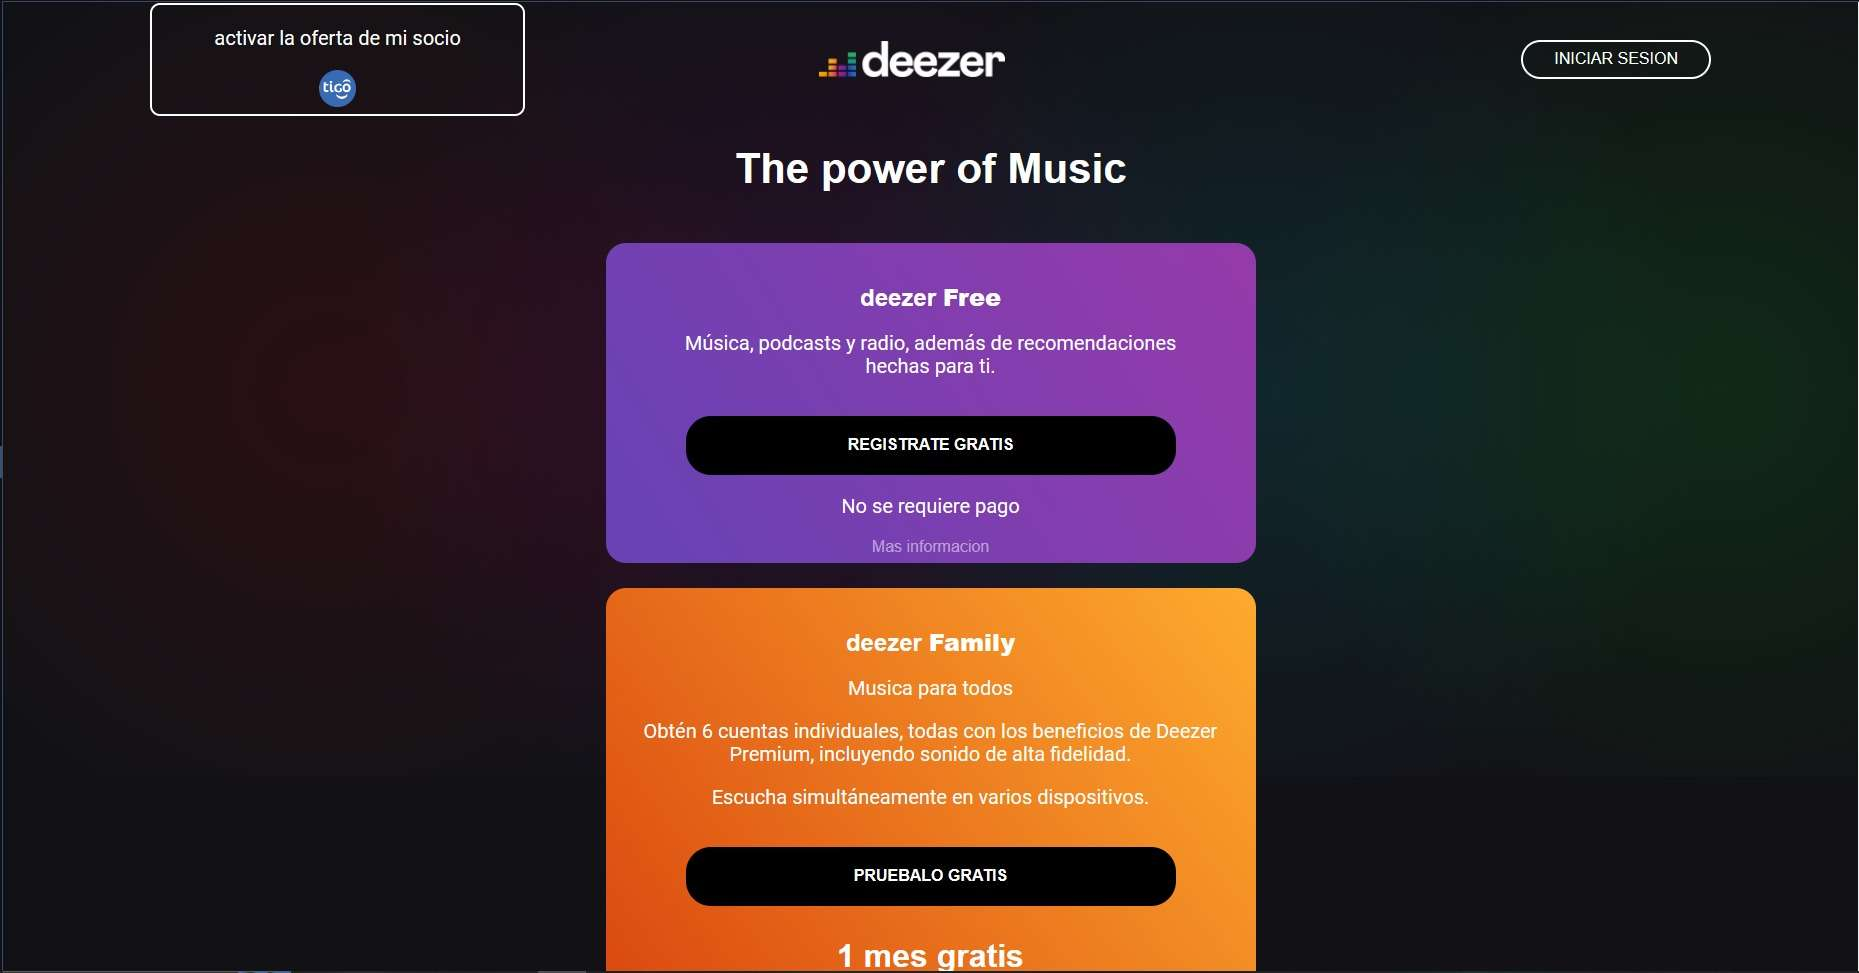 activar la oferta de mi socio
tigo
deezer
INICIAR SESION
The power of Music
deezer Free
Música, podcasts y radio, además de recomendaciones
hechas para ti.
REGISTRATE GRATIS
No se requiere pago
Mas informacion
deezer Family
Musica para todos
Obtén 6 cuentas individuales, todas con los beneficios de Deezer
Premium, incluyendo sonido de alta fidelidad.
Escucha simultáneamente en varios dispositivos.
PRUEBALO GRATIS
1 mes gratis